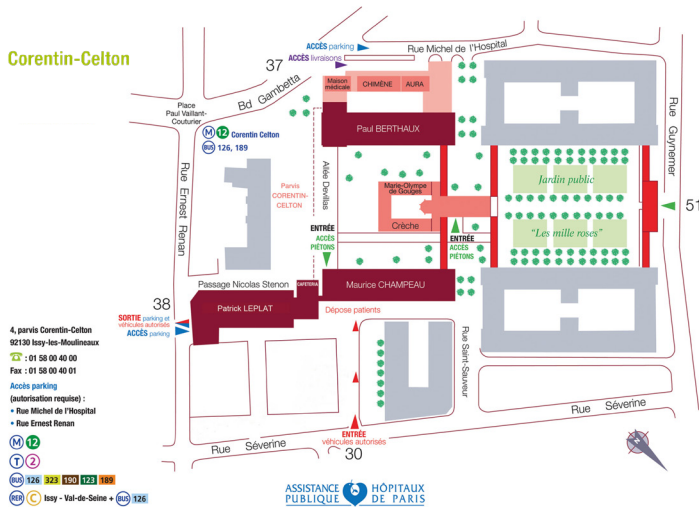 Corentin-Celton
ACCÈS parking
ACCÈS livraisons
Rue Michel de l'Hospital
37
Bd Gambetta
Place
Paul Vaillant-
Couturier
Maison
médicale
CHIMÈNE
AURA
Paul BERTHAUX
M 12 Corentin Celton
BUS 126, 189
Rue Ernest Renan
Parvis
CORENTIN-
CELTON
Allée Devillas
Marie-Olympe
de Gouges
Crèche
ENTRÉE
ACCÈS
PIÉTONS
ENTRÉE
ACCÈS
PIÉTONS
Jardin public
"Les mille roses"
Rue Guynemer
51
Passage Nicolas Stenon
CAFETERIA
Maurice CHAMPEAU
Patrick LEPLAT
Dépose patients
38
SORTIE parking et
véhicules autorisés
ACCÈS parking
Rue Saint-Sauveur
Rue Séverine
Rue Séverine
ENTRÉE
véhicules autorisés
30
4, parvis Corentin-Celton
92130 Issy-les-Moulineaux
: 01 58 00 40 00
Fax : 01 58 00 40 01
Accès parking
(autorisation requise) :
• Rue Michel de l'Hospital
• Rue Ernest Renan
M 12
T 2
BUS 126 323 190 123 189
RER C Issy - Val-de-Seine + BUS 126
ASSISTANCE PUBLIQUE
HÔPITAUX DE PARIS